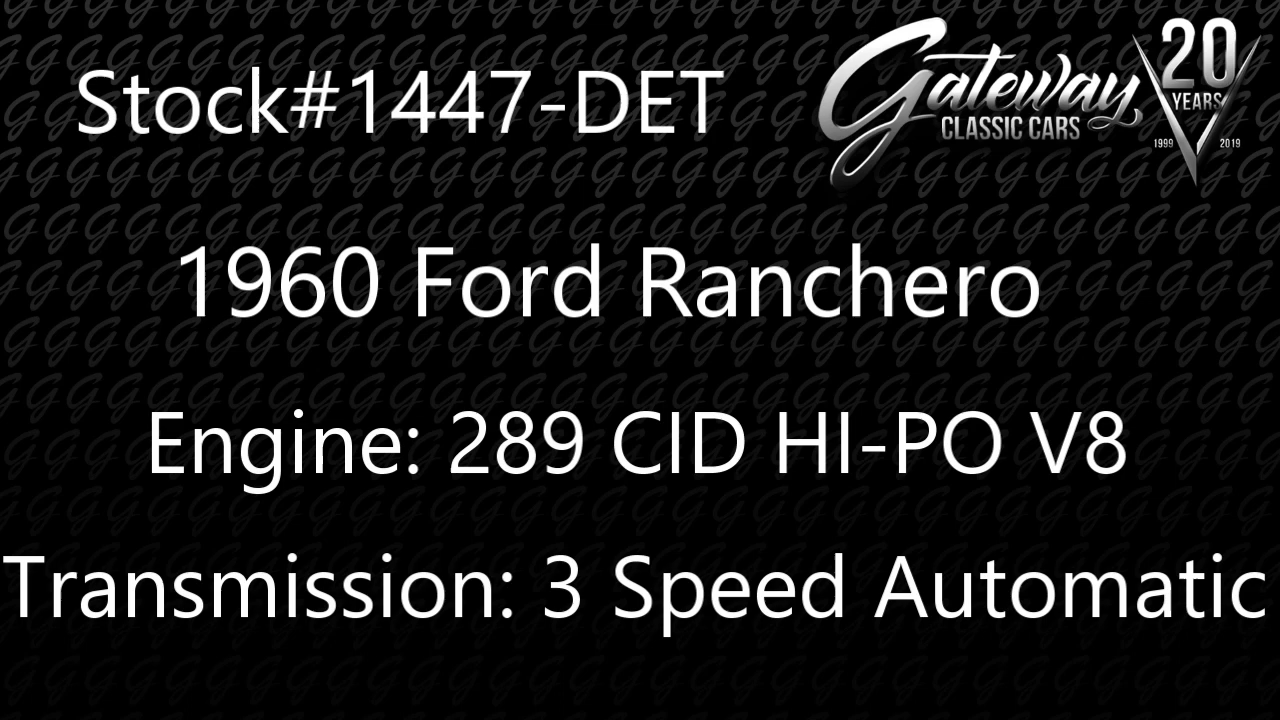 Stock#1447-DET
Gateway
CLASSIC CARS
20
YEARS
1999 2019
1960 Ford Ranchero
Engine: 289 CID HI-PO V8
Transmission: 3 Speed Automatic